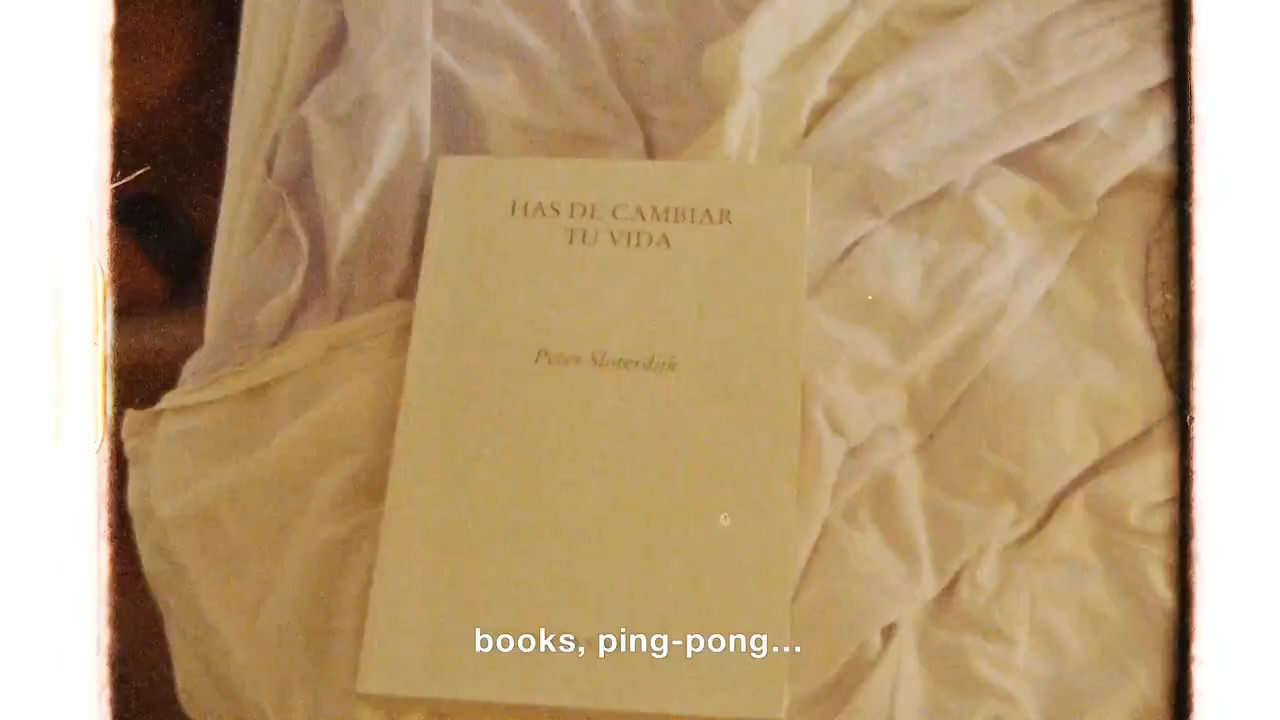 HAS DE CAMBIAR
TU VIDA
Peter Sloterdijk
books, ping-pong...